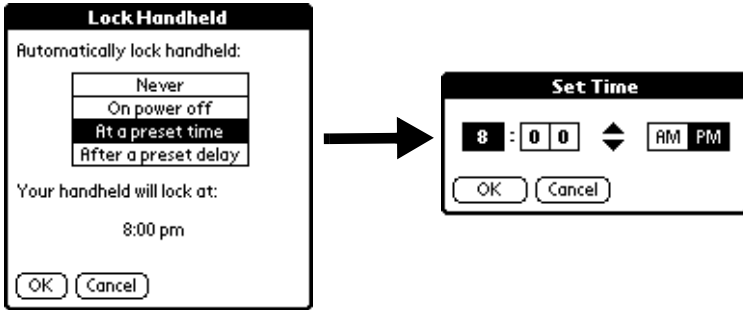 Lock Handheld
Automatically lock handheld:
Never
On power off
At a preset time
After a preset delay
Your handheld will lock at:
8:00 pm
OK Cancel
Set Time
8 : 0 0 AM PM
OK Cancel